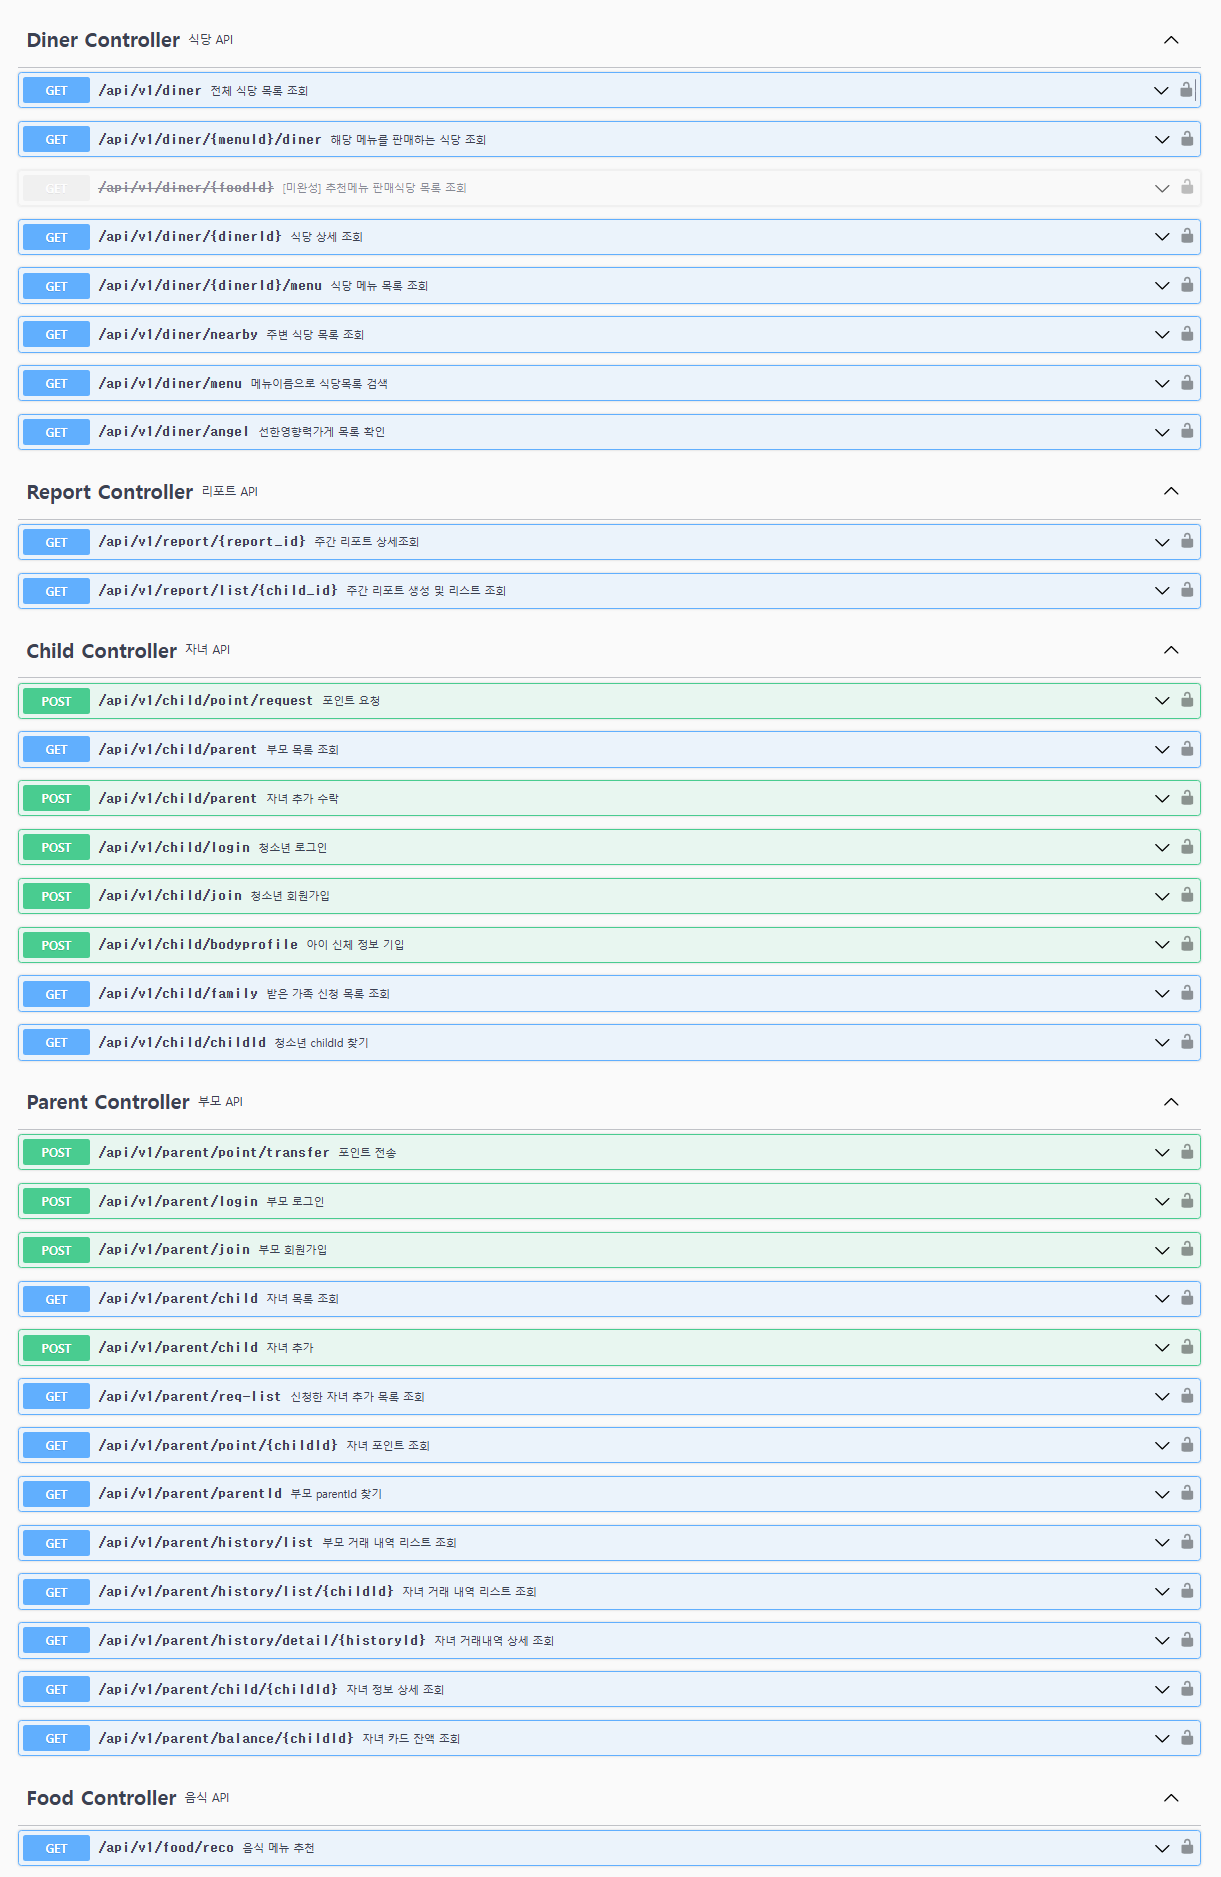 Diner Controller 식당 API
GET /api/v1/diner 전체 식당 목록 조회
GET /api/v1/diner/{menuId}/diner 해당 메뉴를 판매하는 식당 조회
GET /api/v1/diner/{foodId} [미완성] 추천메뉴 판매식당 목록 조회
GET /api/v1/diner/{dinerId} 식당 상세 조회
GET /api/v1/diner/{dinerId}/menu 식당 메뉴 목록 조회
GET /api/v1/diner/nearby 주변 식당 목록 조회
GET /api/v1/diner/menu 메뉴이름으로 식당목록 검색
GET /api/v1/diner/angel 선한영향력가게 목록 확인
Report Controller 리포트 API
GET /api/v1/report/{report_id} 주간 리포트 상세조회
GET /api/v1/report/list/{child_id} 주간 리포트 생성 및 리스트 조회
Child Controller 자녀 API
POST /api/v1/child/point/request 포인트 요청
GET /api/v1/child/parent 부모 목록 조회
POST /api/v1/child/parent 자녀 추가 수락
POST /api/v1/child/login 청소년 로그인
POST /api/v1/child/join 청소년 회원가입
POST /api/v1/child/bodyprofile 아이 신체 정보 기입
GET /api/v1/child/family 받은 가족 신청 목록 조회
GET /api/v1/child/childId 청소년 childId 찾기
Parent Controller 부모 API
POST /api/v1/parent/point/transfer 포인트 전송
POST /api/v1/parent/login 부모 로그인
POST /api/v1/parent/join 부모 회원가입
GET /api/v1/parent/child 자녀 목록 조회
POST /api/v1/parent/child 자녀 추가
GET /api/v1/parent/req-list 신청한 자녀 추가 목록 조회
GET /api/v1/parent/point/{childId} 자녀 포인트 조회
GET /api/v1/parent/parentId 부모 parentId 찾기
GET /api/v1/parent/history/list 부모 거래 내역 리스트 조회
GET /api/v1/parent/history/list/{childId} 자녀 거래 내역 리스트 조회
GET /api/v1/parent/history/detail/{historyId} 자녀 거래내역 상세 조회
GET /api/v1/parent/child/{childId} 자녀 정보 상세 조회
GET /api/v1/parent/balance/{childId} 자녀 카드 잔액 조회
Food Controller 음식 API
GET /api/v1/food/reco 음식 메뉴 추천